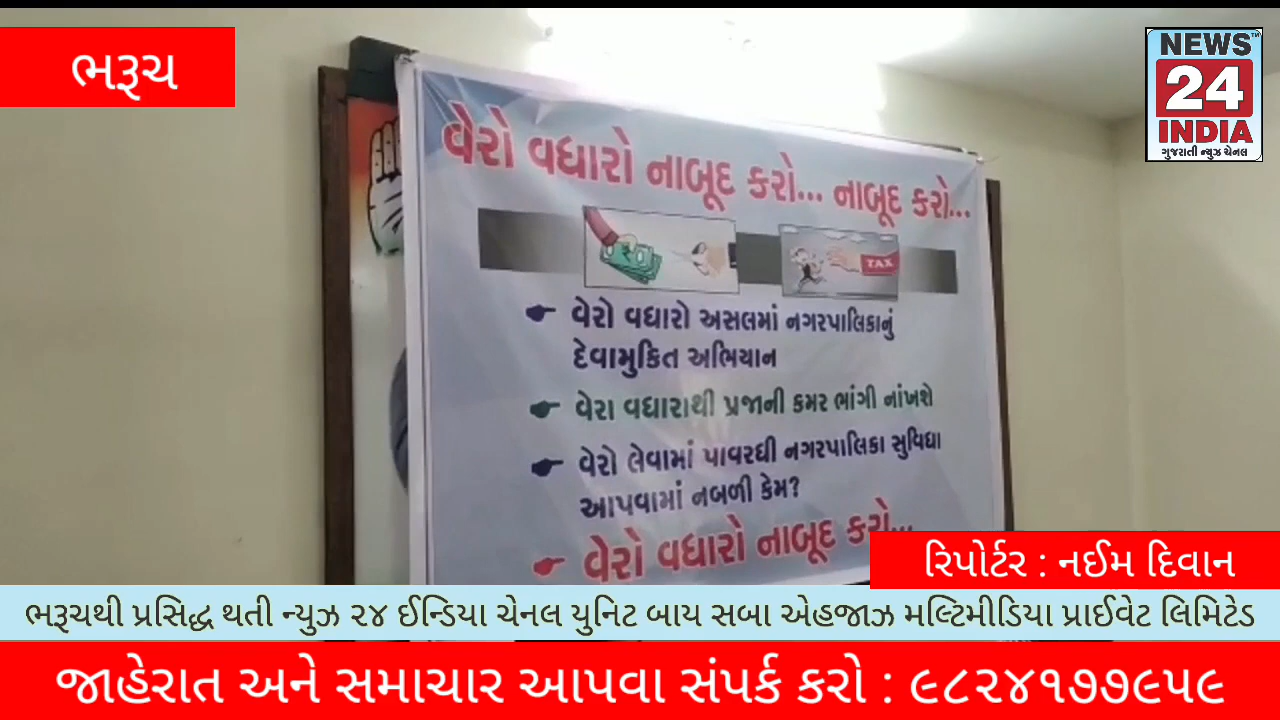 ભરૂચ
NEWS
24
INDIA
ગુજરાતી ન્યુઝ ચેનલ
વેરો વધારો નાબૂદ કરો... નાબૂદ કરો...
TAX
વેરો વધારો અસલમાં નગરપાલિકાનું
દેવામુકિત અભિયાન
વેરા વધારાથી પ્રજાની કમર ભાંગી નાંખશે
વેરો લેવામાં પાવરધી નગરપાલિકા સુવિધા
આપવામાં નબળી કેમ?
વેરો વધારો નાબૂદ કરો...
રિપોર્ટર : નઈમ દિવાન
ભરૂચથી પ્રસિદ્ધ થતી ન્યુઝ ૨૪ ઈન્ડિયા ચેનલ યુનિટ બાય સબા એહજાઝ મલ્ટિમીડિયા પ્રાઈવેટ લિમિટેડ
જાહેરાત અને સમાચાર આપવા સંપર્ક કરો : ૯૮૨૪૧૭૭૯૫૯